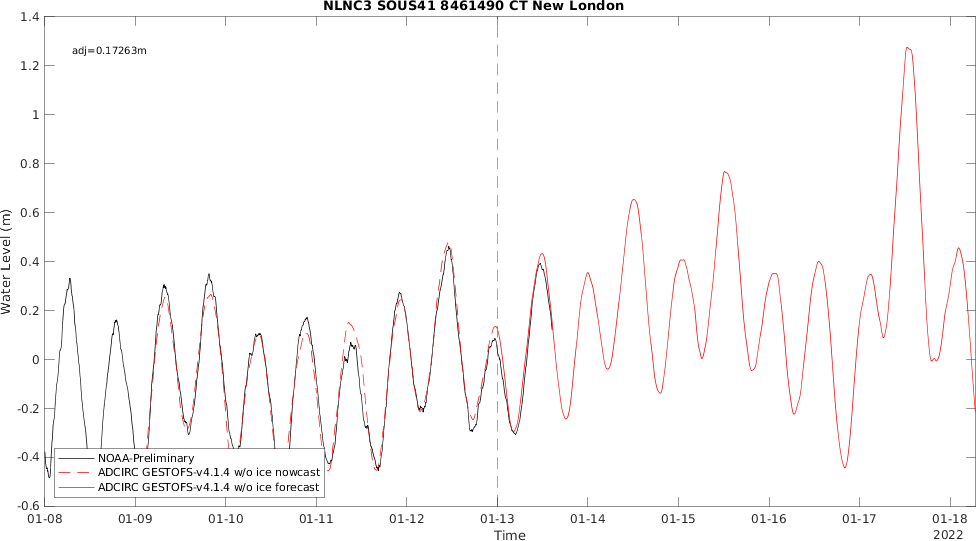 NLNC3 SOUS41 8461490 CT New London
adj=0.17263m
Water Level (m)
1.4
1.2
1
0.8
0.6
0.4
0.2
0
-0.2
-0.4
-0.6
NOAA-Preliminary
ADCIRC GESTOFS-v4.1.4 w/o ice nowcast
ADCIRC GESTOFS-v4.1.4 w/o ice forecast
01-08 01-09 01-10 01-11 01-12 01-13 01-14 01-15 01-16 01-17 01-18
Time
2022